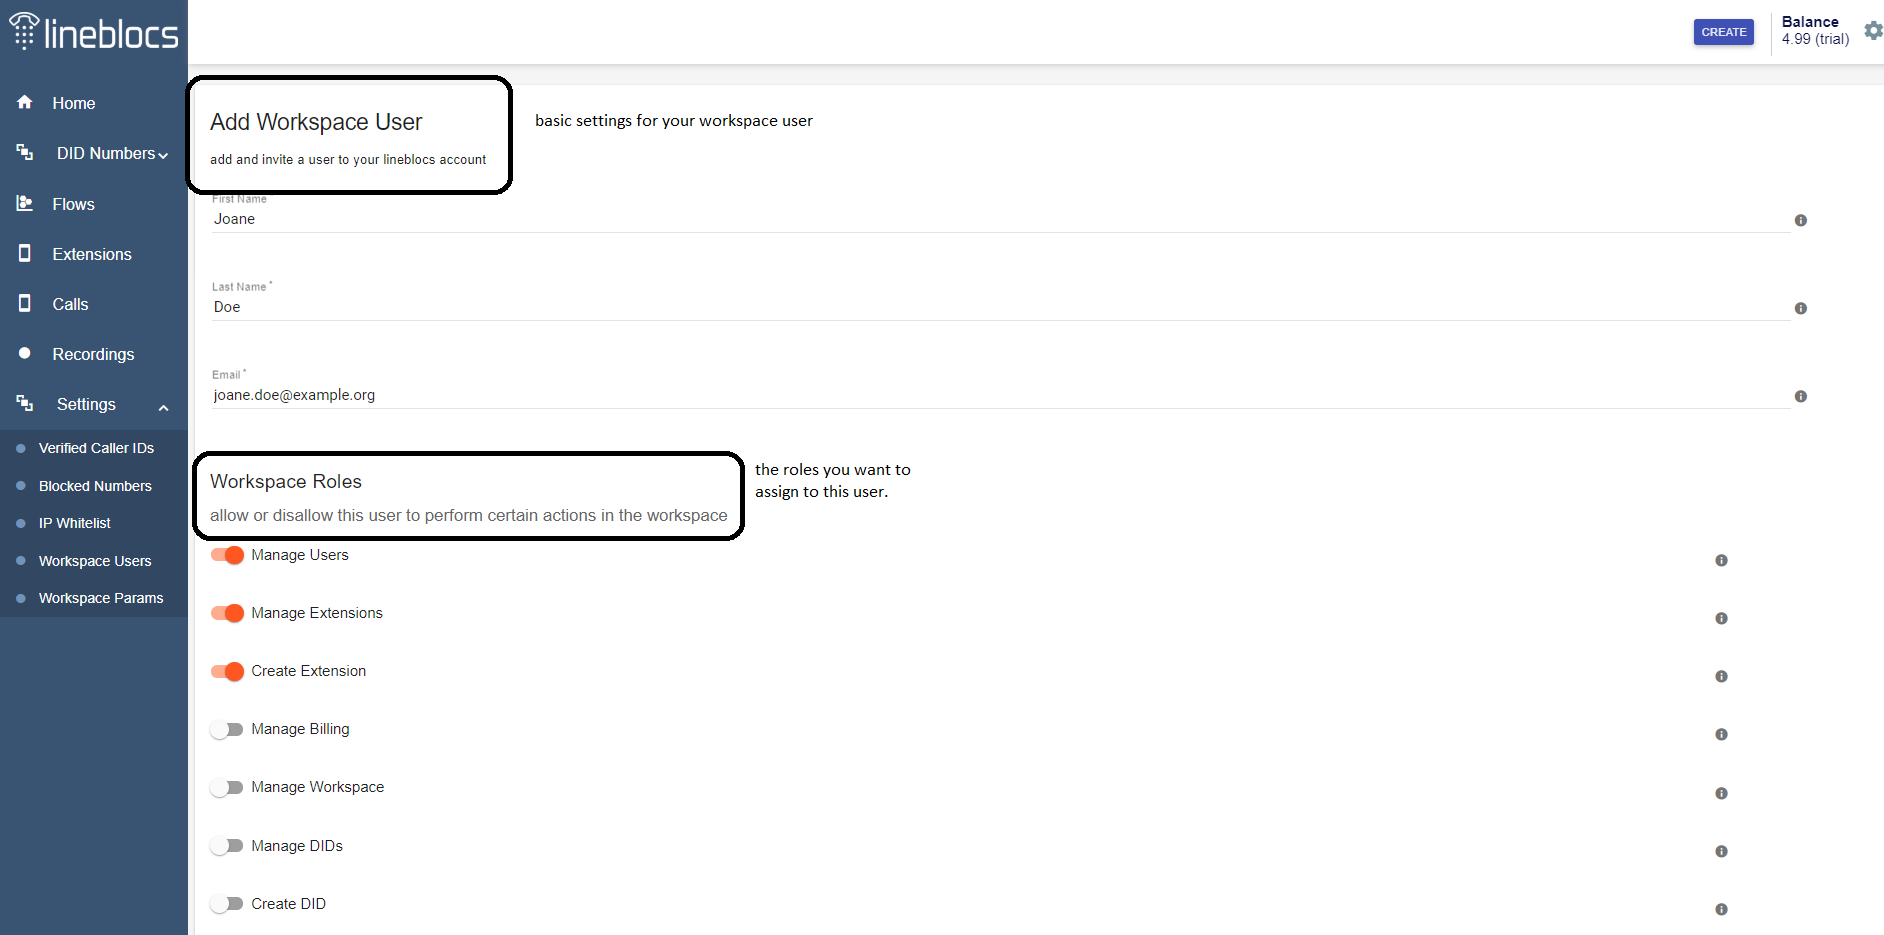 lineblocs
CREATE
Balance
4.99 (trial)
Home
DID Numbers
Flows
Extensions
Calls
Recordings
Settings
Verified Caller IDs
Blocked Numbers
IP Whitelist
Workspace Users
Workspace Params
Add Workspace User
add and invite a user to your lineblocs account
basic settings for your workspace user
First Name
Joane
Last Name *
Doe
Email *
joane.doe@example.org
Workspace Roles
allow or disallow this user to perform certain actions in the workspace
the roles you want to
assign to this user.
Manage Users
Manage Extensions
Create Extension
Manage Billing
Manage Workspace
Manage DIDs
Create DID